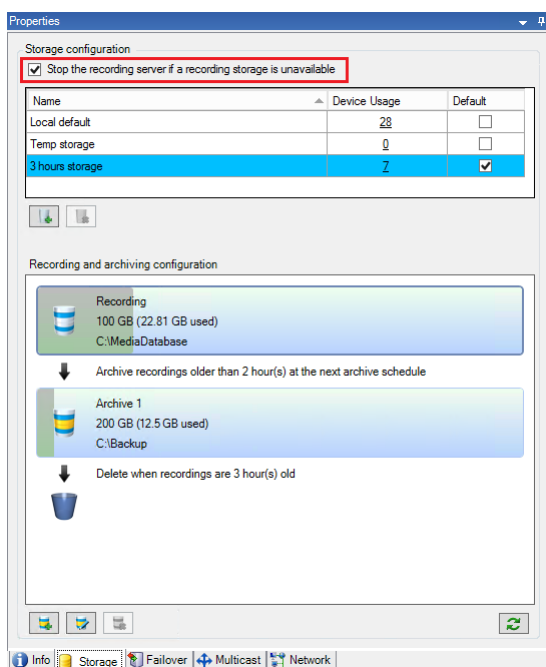 Properties
Storage configuration
Stop the recording server if a recording storage is unavailable
Name Device Usage Default
Local default 28
Temp storage 0
3 hours storage 7
Recording and archiving configuration
Recording
100 GB (22.81 GB used)
C:\MediaDatabase
Archive recordings older than 2 hour(s) at the next archive schedule
Archive 1
200 GB (12.5 GB used)
C:\Backup
Delete when recordings are 3 hour(s) old
Info Storage Failover Multicast Network